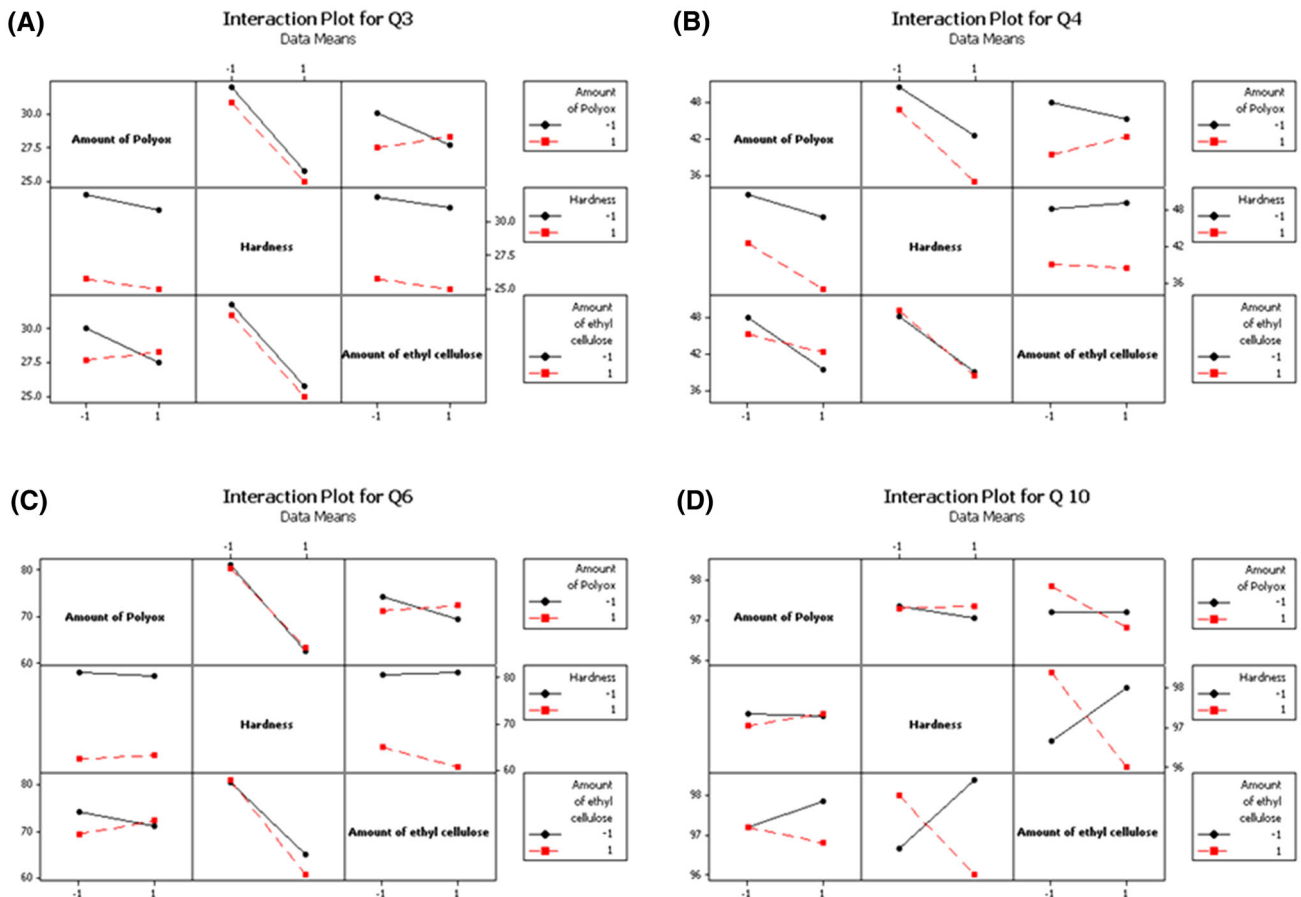 (A)
Interaction Plot for Q3
Data Means
-1 1
30.0
27.5
25.0
Amount of Polyox
Amount
of Polyox
-1
1
Hardness
30.0
27.5
25.0
Hardness
-1
1
30.0
27.5
25.0
Amount of ethyl cellulose
Amount
of ethyl
cellulose
-1
1
-1 1 -1 1
(B)
Interaction Plot for Q4
Data Means
-1 1
48
42
36
Amount of Polyox
Amount
of Polyox
-1
1
Hardness
48
42
36
Hardness
-1
1
48
42
36
Amount of ethyl cellulose
Amount
of ethyl
cellulose
-1
1
-1 1 -1 1
(C)
Interaction Plot for Q6
Data Means
-1 1
80
70
60
Amount of Polyox
Amount
of Polyox
-1
1
Hardness
80
70
60
Hardness
-1
1
80
70
60
Amount of ethyl cellulose
Amount
of ethyl
cellulose
-1
1
-1 1 -1 1
(D)
Interaction Plot for Q 10
Data Means
-1 1
98
97
96
Amount of Polyox
Amount
of Polyox
-1
1
Hardness
98
97
96
Hardness
-1
1
98
97
96
Amount of ethyl cellulose
Amount
of ethyl
cellulose
-1
1
-1 1 -1 1